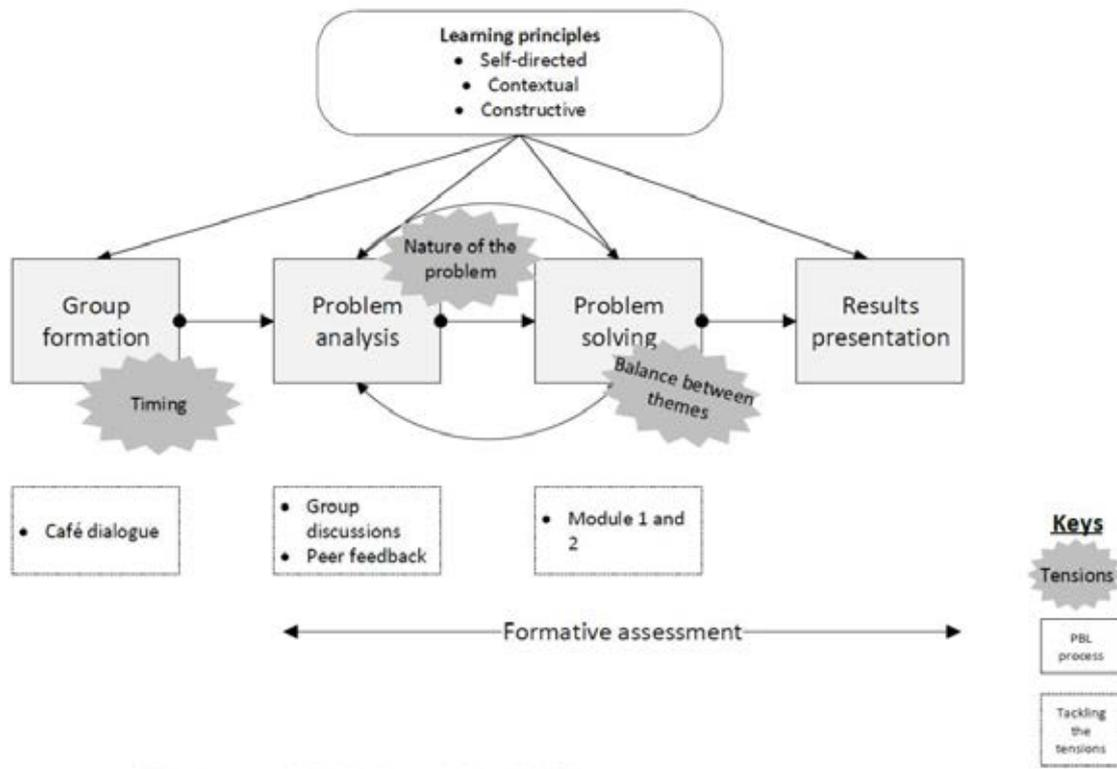 Learning principles
• Self-directed
• Contextual
• Constructive
Nature of the
problem
Group
formation
Problem
analysis
Problem
solving
Results
presentation
Timing
Balance between
themes
• Café dialogue
• Group
discussions
• Peer feedback
• Module 1 and
2
Formative assessment
Keys
Tensions
PBL
process
Tackling
the
tensions